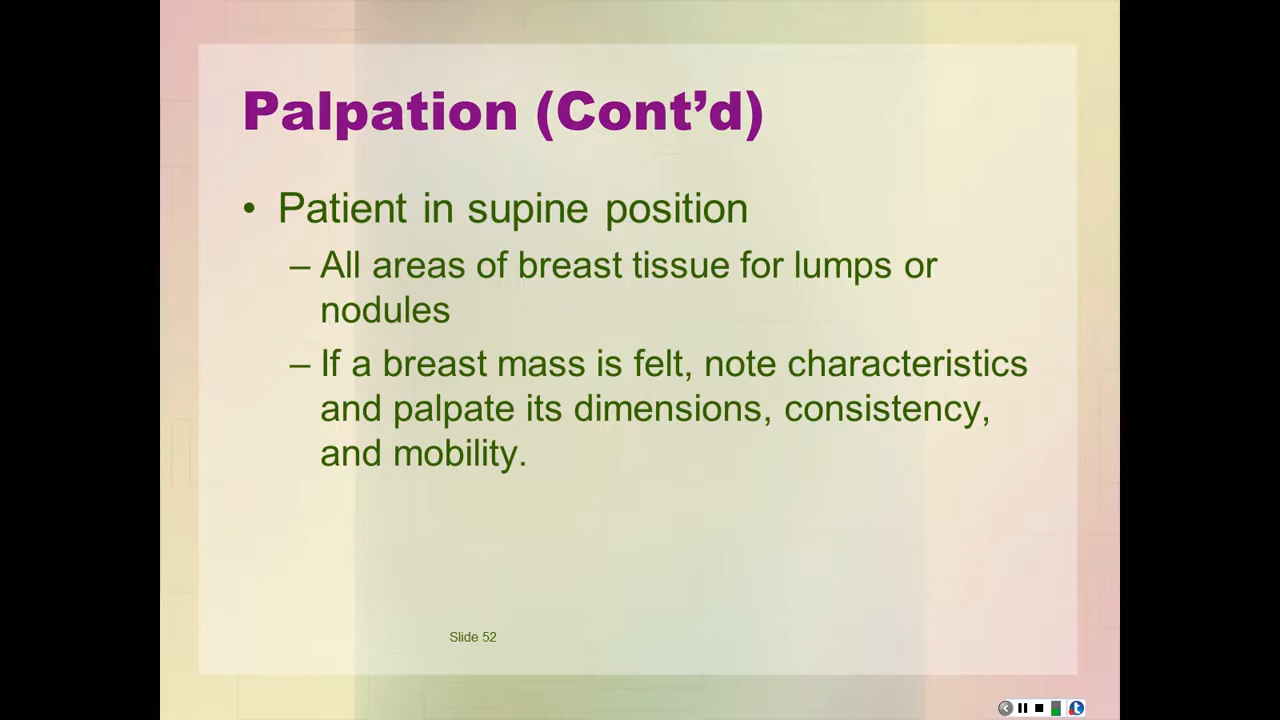 Palpation (Cont’d)
• Patient in supine position
– All areas of breast tissue for lumps or
nodules
– If a breast mass is felt, note characteristics
and palpate its dimensions, consistency,
and mobility.
Slide 52